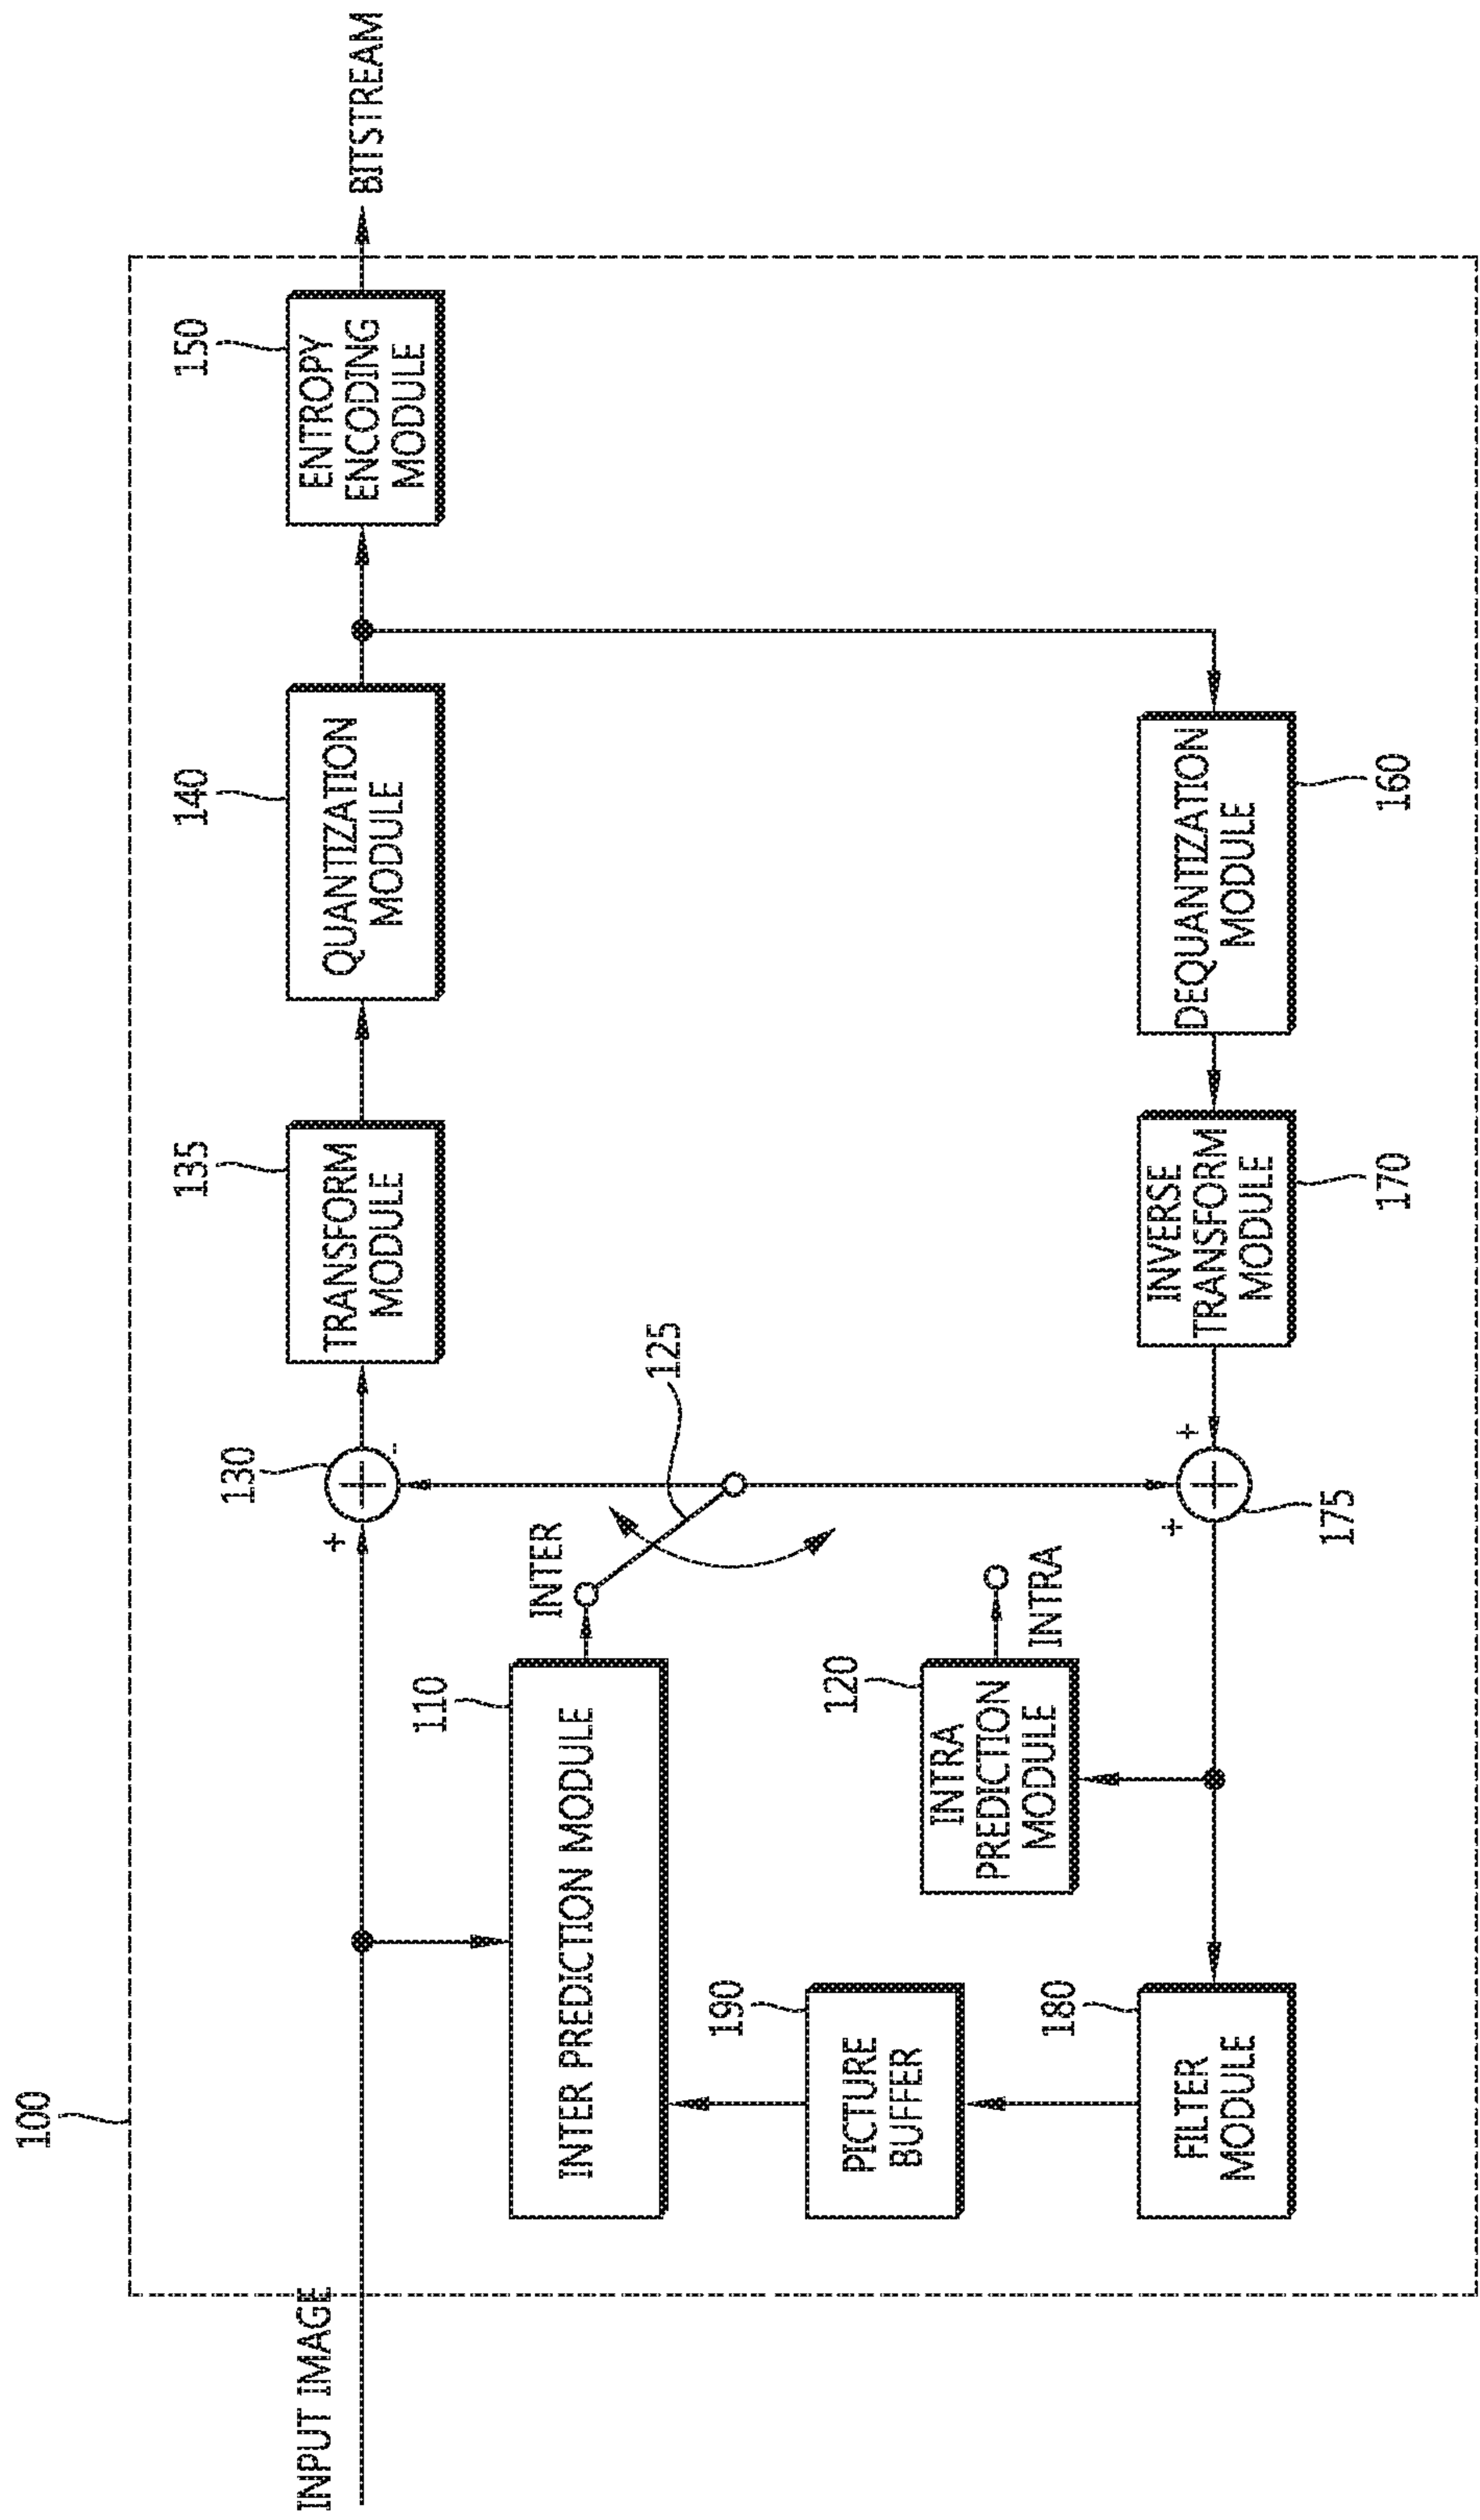 100
INPUT IMAGE
BITSTREAM
130
+
-
135
TRANSFORM
MODULE
140
QUANTIZATION
MODULE
150
ENTROPY
ENCODING
MODULE
110
INTER PREDICTION MODULE
INTER
125
190
PICTURE
BUFFER
120
INTRA
PREDICTION
MODULE
INTRA
180
FILTER
MODULE
+
+
175
INVERSE
TRANSFORM
MODULE
170
DEQUANTIZATION
MODULE
160